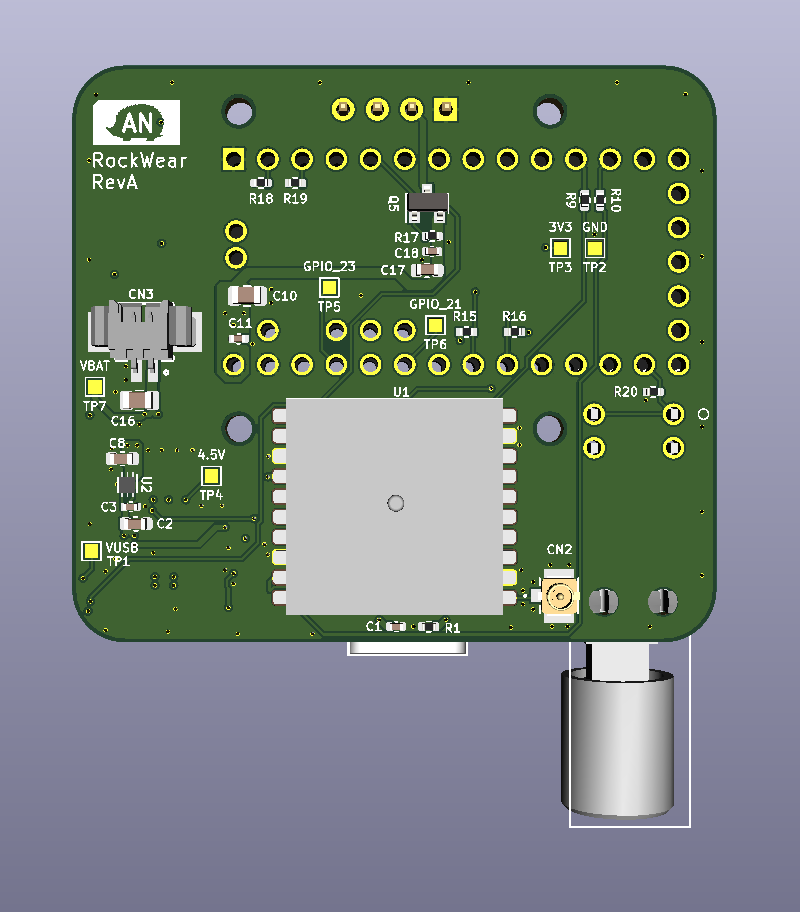 AN
RockWear
RevA
R18
R19
Q5
R9
R10
R17
C18
C17
3V3
GND
TP3
TP2
GPIO_23
TP5
CN3
C10
GPIO_21
TP6
R15
R16
VBAT
TP7
C16
U1
R20
C8
4.5V
TP4
U2
C3
C2
VUSB
TP1
CN2
C1
R1